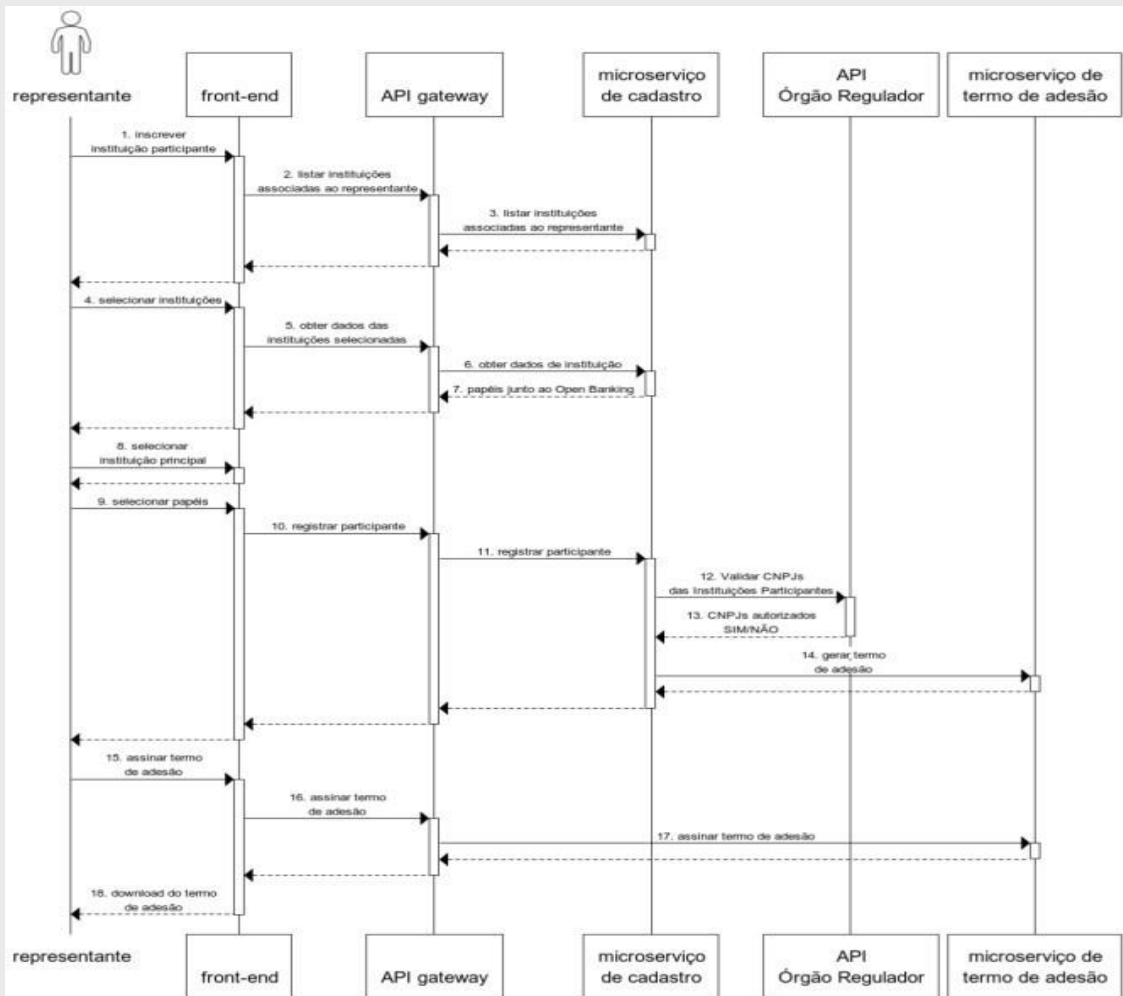 representante
front-end
API gateway
microserviço
de cadastro
API
Órgão Regulador
microserviço de
termo de adesão
1. inscrever
instituição participante
2. listar instituições
associadas ao representante
3. listar instituições
associadas ao representante
4. selecionar instituições
5. obter dados das
instituições selecionadas
6. obter dados de instituição
7. papéis junto ao Open Banking
8. selecionar
instituição principal
9. selecionar papéis
10. registrar participante
11. registrar participante
12. Validar CNPJs
das Instituições Participantes
13. CNPJs autorizados
SIM/NÃO
14. gerar termo
de adesão
15. assinar termo
de adesão
16. assinar termo
de adesão
17. assinar termo de adesão
18. download do termo
de adesão
representante
front-end
API gateway
microserviço
de cadastro
API
Órgão Regulador
microserviço de
termo de adesão